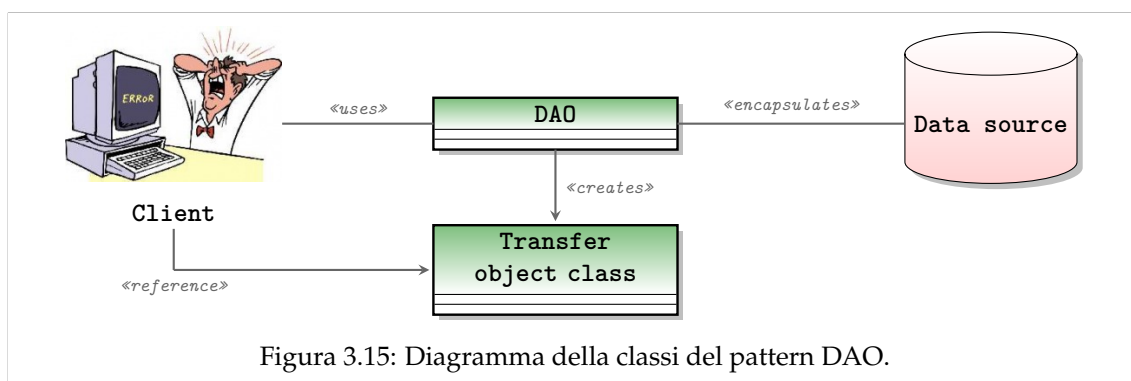 ERROR
«uses»
DAO
«encapsulates»
Data source
«creates»
Client
Transfer
object class
«reference»
Figura 3.15: Diagramma della classi del pattern DAO.